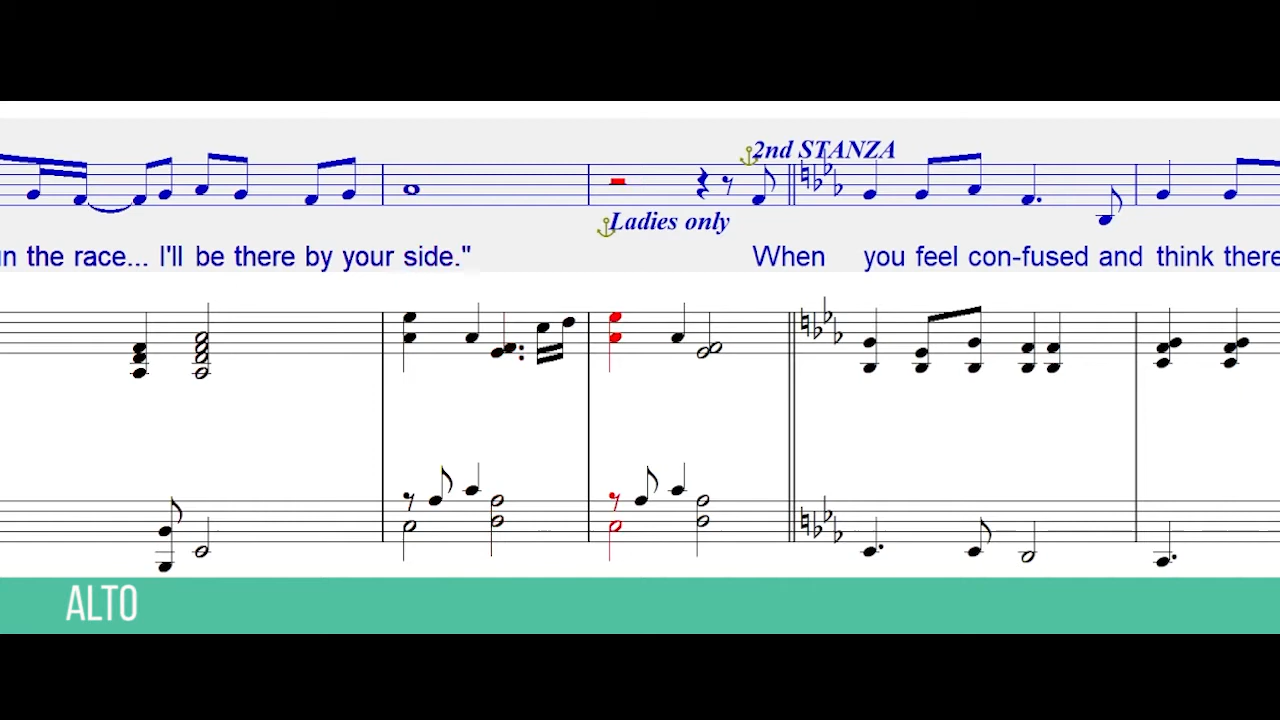 2nd STANZA
Ladies only
n the race... I'll be there by your side." When you feel con-fused and think there
ALTO